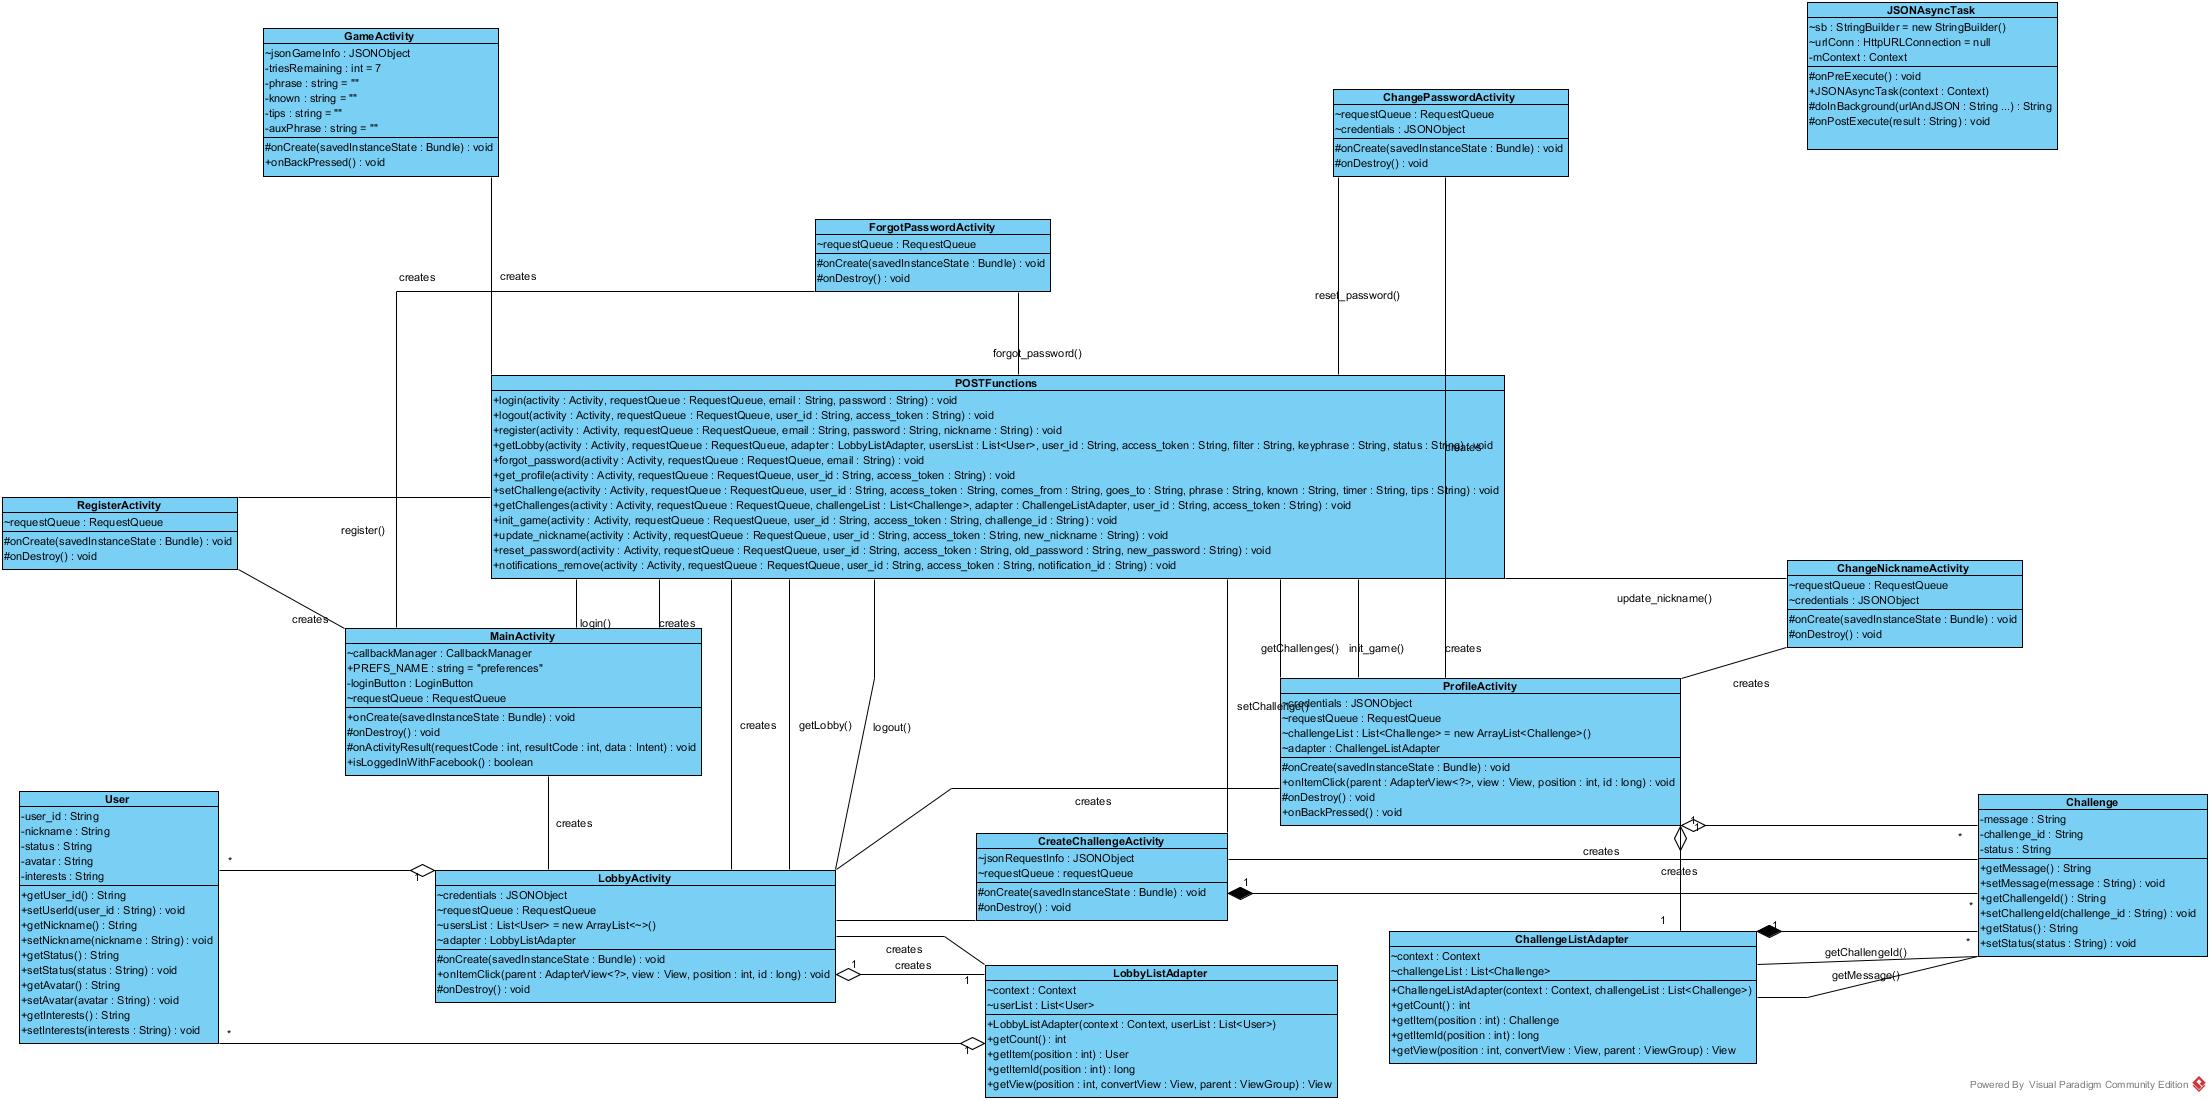 JSONAsyncTask
~sb : StringBuilder = new StringBuilder()
~urlConn : HttpURLConnection = null
-mContext : Context
#onPreExecute() : void
+JSONAsyncTask(context : Context)
#doInBackground(urlAndJSON : String ...) : String
#onPostExecute(result : String) : void
GameActivity
~jsonGameInfo : JSONObject
-triesRemaining : int = 7
-phrase : string = ""
-known : string = ""
-tips : string = ""
-auxPhrase : string = ""
#onCreate(savedInstanceState : Bundle) : void
+onBackPressed() : void
ChangePasswordActivity
~requestQueue : RequestQueue
~credentials : JSONObject
#onCreate(savedInstanceState : Bundle) : void
#onDestroy() : void
ForgotPasswordActivity
~requestQueue : RequestQueue
#onCreate(savedInstanceState : Bundle) : void
#onDestroy() : void
creates
creates
reset_password()
forgot_password()
POSTFunctions
+login(activity : Activity, requestQueue : RequestQueue, email : String, password : String) : void
+logout(activity : Activity, requestQueue : RequestQueue, user_id : String, access_token : String) : void
+register(activity : Activity, requestQueue : RequestQueue, email : String, password : String, nickname : String) : void
+getLobby(activity : Activity, requestQueue : RequestQueue, adapter : LobbyListAdapter, usersList : List<User>, user_id : String, access_token : String, filter : String, keyphrase : String, status : String) : void
creates
+forgot_password(activity : Activity, requestQueue : RequestQueue, email : String) : void
+get_profile(activity : Activity, requestQueue : RequestQueue, user_id : String, access_token : String) : void
+setChallenge(activity : Activity, requestQueue : RequestQueue, user_id : String, access_token : String, comes_from : String, goes_to : String, phrase : String, known : String, timer : String, tips : String) : void
+getChallenges(activity : Activity, requestQueue : RequestQueue, challengeList : List<Challenge>, adapter : ChallengeListAdapter, user_id : String, access_token : String) : void
+init_game(activity : Activity, requestQueue : RequestQueue, user_id : String, access_token : String, challenge_id : String) : void
+update_nickname(activity : Activity, requestQueue : RequestQueue, user_id : String, access_token : String, new_nickname : String) : void
+reset_password(activity : Activity, requestQueue : RequestQueue, user_id : String, access_token : String, old_password : String, new_password : String) : void
+notifications_remove(activity : Activity, requestQueue : RequestQueue, user_id : String, access_token : String, notification_id : String) : void
RegisterActivity
~requestQueue : RequestQueue
#onCreate(savedInstanceState : Bundle) : void
#onDestroy() : void
register()
creates
ChangeNicknameActivity
~requestQueue : RequestQueue
~credentials : JSONObject
#onCreate(savedInstanceState : Bundle) : void
#onDestroy() : void
update_nickname()
creates
login()
creates
MainActivity
~callbackManager : CallbackManager
+PREFS_NAME : string = "preferences"
-loginButton : LoginButton
~requestQueue : RequestQueue
+onCreate(savedInstanceState : Bundle) : void
#onDestroy() : void
#onActivityResult(requestCode : int, resultCode : int, data : Intent) : void
+isLoggedInWithFacebook() : boolean
creates
creates
getLobby()
logout()
getChallenges()
init_game()
creates
setChallenge()
ProfileActivity
~credentials : JSONObject
~requestQueue : RequestQueue
~challengeList : List<Challenge> = new ArrayList<Challenge>()
~adapter : ChallengeListAdapter
#onCreate(savedInstanceState : Bundle) : void
+onItemClick(parent : AdapterView<?>, view : View, position : int, id : long) : void
#onDestroy() : void
+onBackPressed() : void
creates
User
-user_id : String
-nickname : String
-status : String
-avatar : String
-interests : String
+getUser_id() : String
+setUserId(user_id : String) : void
+getNickname() : String
+setNickname(nickname : String) : void
+getStatus() : String
+setStatus(status : String) : void
+getAvatar() : String
+setAvatar(avatar : String) : void
+getInterests() : String
+setInterests(interests : String) : void
*
1
*
1
LobbyActivity
~credentials : JSONObject
~requestQueue : RequestQueue
~usersList : List<User> = new ArrayList<~>()
~adapter : LobbyListAdapter
#onCreate(savedInstanceState : Bundle) : void
+onItemClick(parent : AdapterView<?>, view : View, position : int, id : long) : void
#onDestroy() : void
CreateChallengeActivity
~jsonRequestInfo : JSONObject
~requestQueue : requestQueue
#onCreate(savedInstanceState : Bundle) : void
#onDestroy() : void
creates
creates
1
1
LobbyListAdapter
~context : Context
~userList : List<User>
+LobbyListAdapter(context : Context, userList : List<User>)
+getCount() : int
+getItem(position : int) : User
+getItemId(position : int) : long
+getView(position : int, convertView : View, parent : ViewGroup) : View
1
1
*
creates
creates
1
*
1
Challenge
-message : String
-challenge_id : String
-status : String
+getMessage() : String
+setMessage(message : String) : void
+getChallengeId() : String
+setChallengeId(challenge_id : String) : void
+getStatus() : String
+setStatus(status : String) : void
ChallengeListAdapter
~context : Context
~challengeList : List<Challenge>
+ChallengeListAdapter(context : Context, challengeList : List<Challenge>)
+getCount() : int
+getItem(position : int) : Challenge
+getItemId(position : int) : long
+getView(position : int, convertView : View, parent : ViewGroup) : View
1
*
getChallengeId()
getMessage()
Powered By Visual Paradigm Community Edition